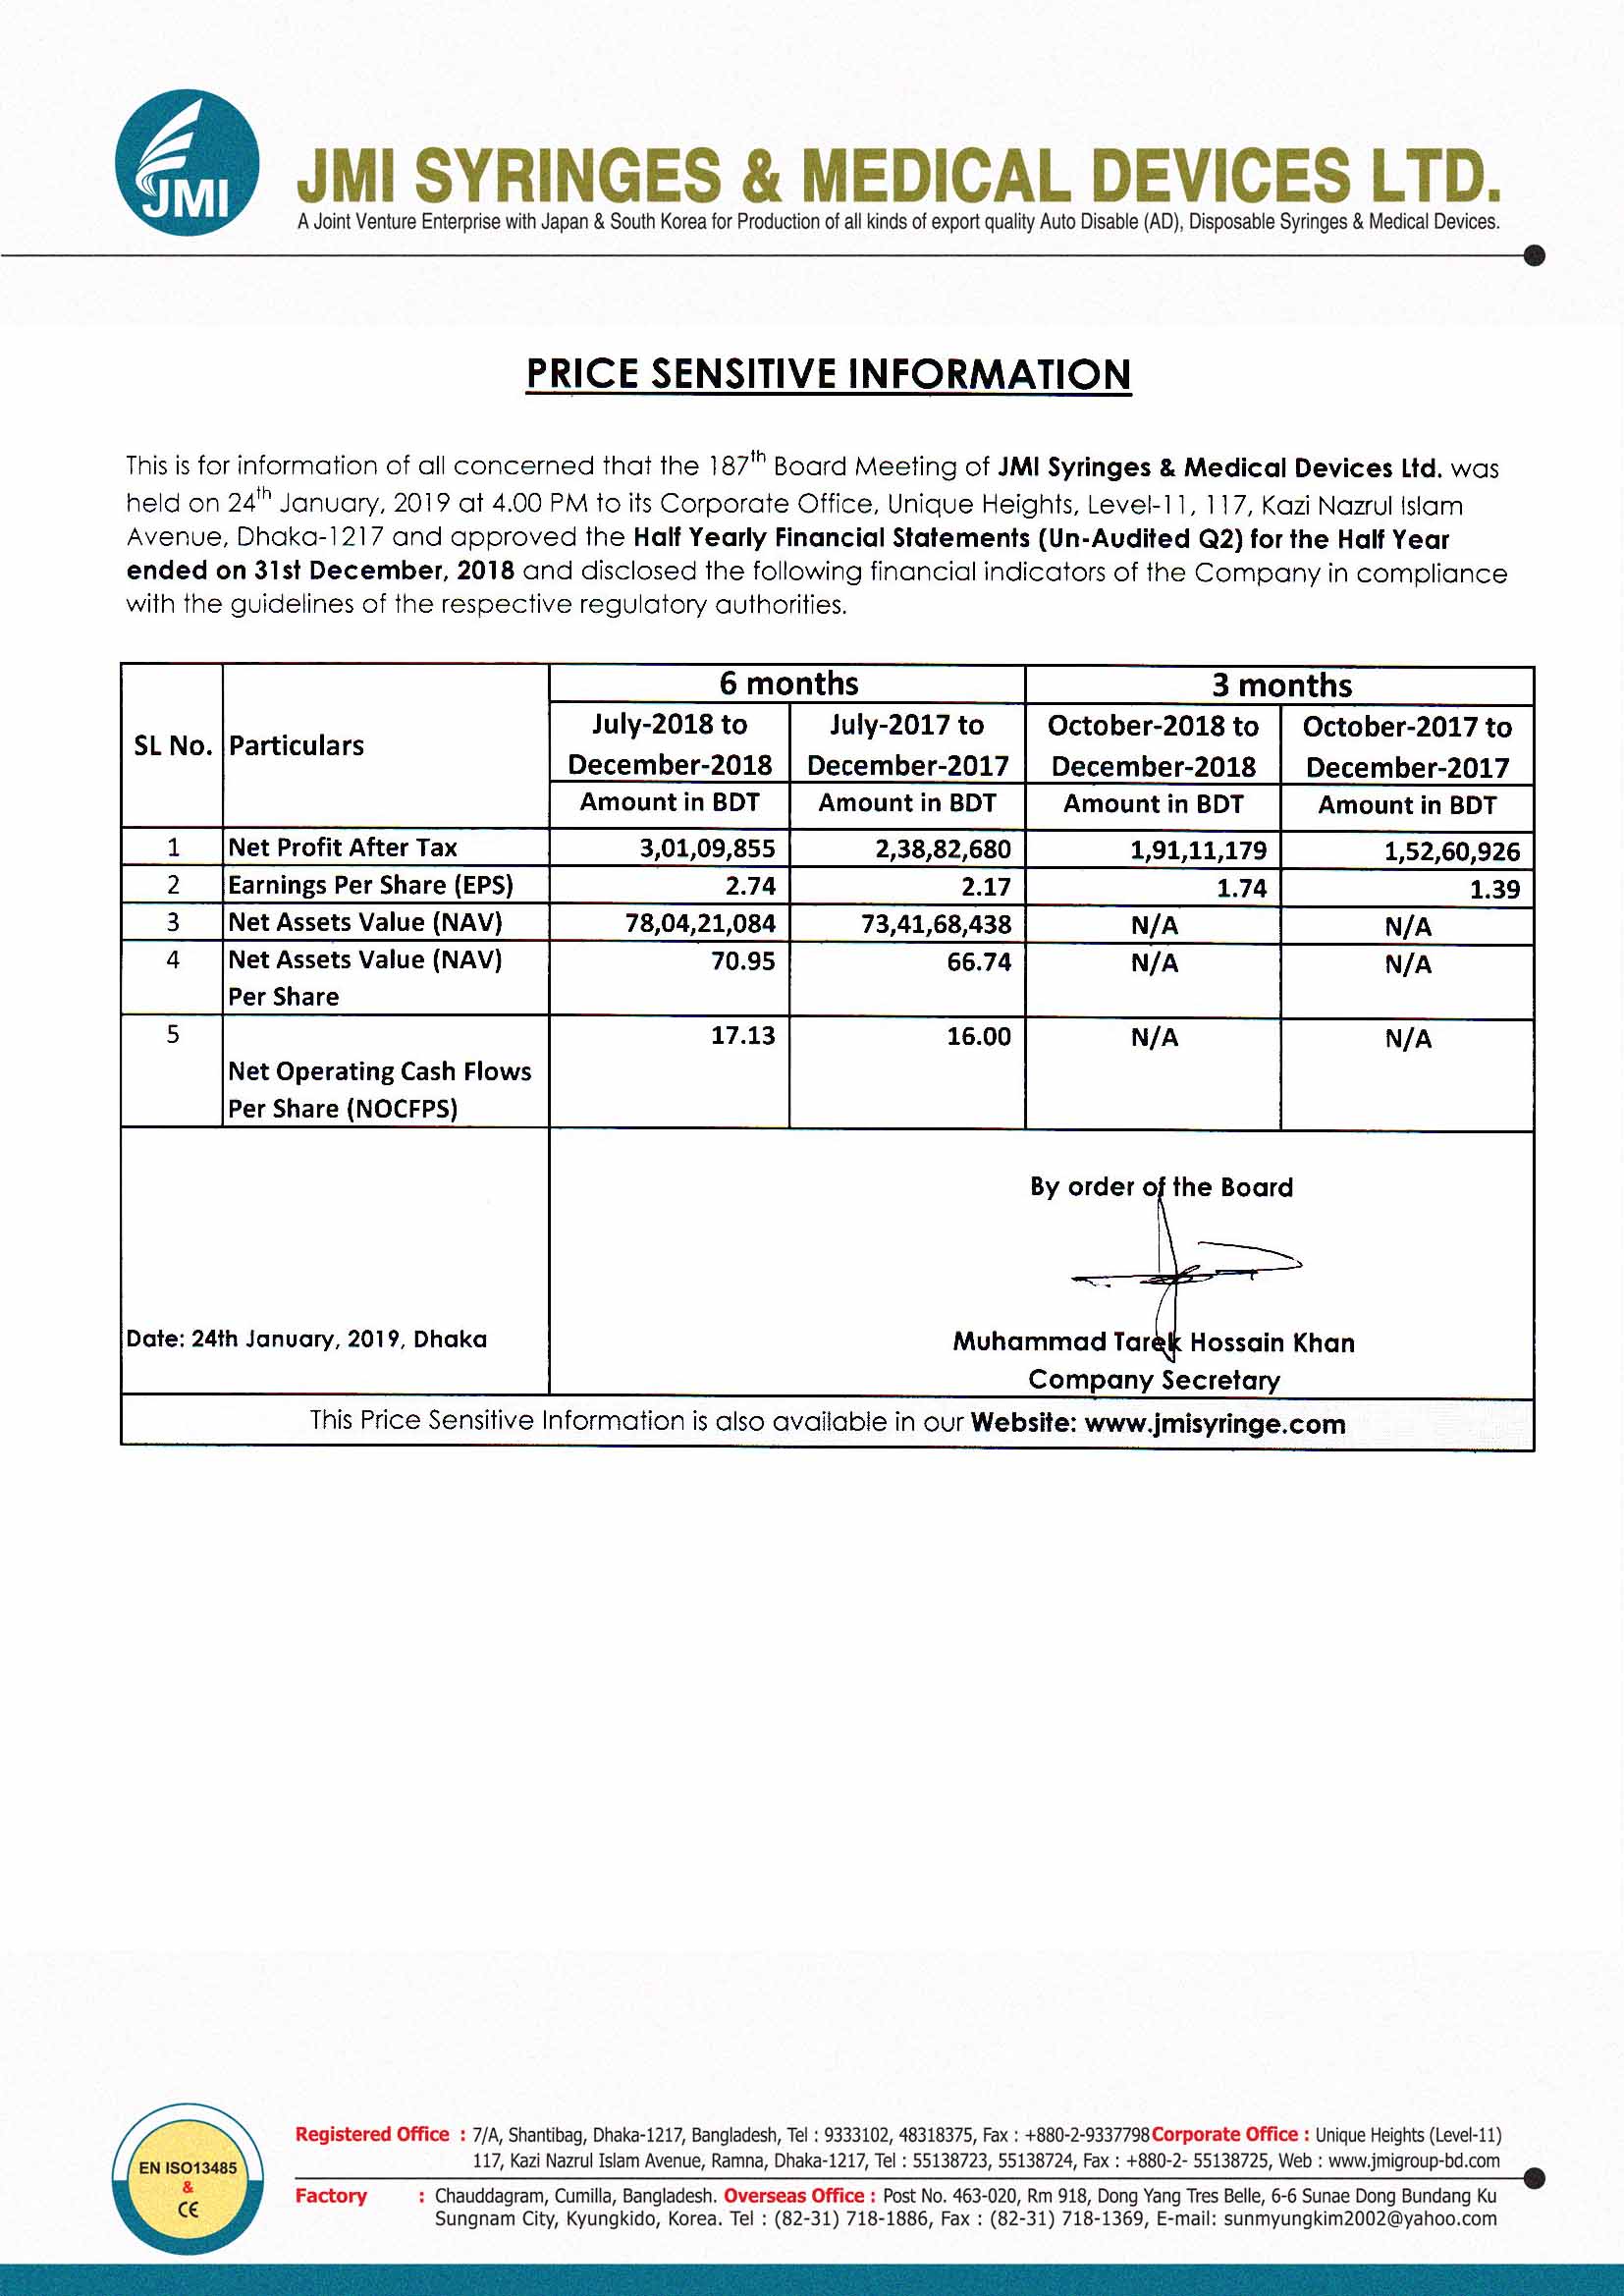 JMI
JMI SYRINGES & MEDICAL DEVICES LTD.
A Joint Venture Enterprise with Japan & South Korea for Production of all kinds of export quality Auto Disable (AD), Disposable Syringes & Medical Devices.
PRICE SENSITIVE INFORMATION
This is for information of all concerned that the 187th Board Meeting of JMI Syringes & Medical Devices Ltd. was
held on 24th January, 2019 at 4.00 PM to its Corporate Office, Unique Heights, Level-11, 117, Kazi Nazrul Islam
Avenue, Dhaka-1217 and approved the Half Yearly Financial Statements (Un-Audited Q2) for the Half Year
ended on 31st December, 2018 and disclosed the following financial indicators of the Company in compliance
with the guidelines of the respective regulatory authorities.
6 months 3 months
SL No. Particulars July-2018 to December-2018 July-2017 to December-2017 October-2018 to December-2018 October-2017 to December-2017
Amount in BDT Amount in BDT Amount in BDT Amount in BDT
1 Net Profit After Tax 3,01,09,855 2,38,82,680 1,91,11,179 1,52,60,926
2 Earnings Per Share (EPS) 2.74 2.17 1.74 1.39
3 Net Assets Value (NAV) 78,04,21,084 73,41,68,438 N/A N/A
4 Net Assets Value (NAV) 70.95 66.74 N/A N/A
Per Share
5 17.13 16.00 N/A N/A
Net Operating Cash Flows
Per Share (NOCFPS)
By order of the Board
Date: 24th January, 2019, Dhaka Muhammad Tarek Hossain Khan
Company Secretary
This Price Sensitive Information is also available in our Website: www.jmisyringe.com
EN ISO13485
&
CE
Registered Office : 7/A, Shantibag, Dhaka-1217, Bangladesh, Tel : 9333102, 48318375, Fax : +880-2-9337798 Corporate Office : Unique Heights (Level-11)
117, Kazi Nazrul Islam Avenue, Ramna, Dhaka-1217, Tel : 55138723, 55138724, Fax : +880-2- 55138725, Web : www.jmigroup-bd.com
Factory : Chauddagram, Cumilla, Bangladesh. Overseas Office : Post No. 463-020, Rm 918, Dong Yang Tres Belle, 6-6 Sunae Dong Bundang Ku
Sungnam City, Kyungkido, Korea. Tel : (82-31) 718-1886, Fax : (82-31) 718-1369, E-mail: sunmyungkim2002@yahoo.com